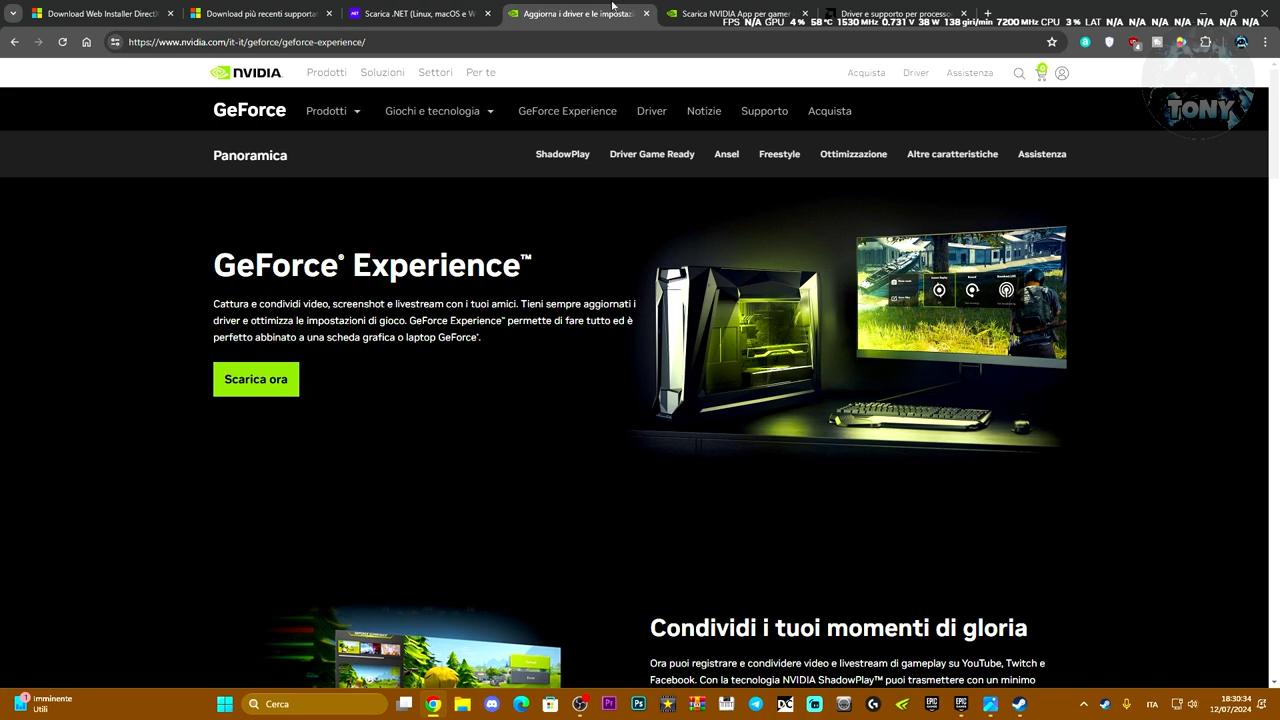 Download Web Installer DirectX
Download più recenti supportat
Scarica .NET (Linux, macOS e W
Aggiorna i driver e le impostaz
Scarica NVIDIA App per gamer
Driver e supporto per processo
FPS N/A GPU 4 % 58 °C 1530 MHz 0.731 V 38 W 138 giri/min 7200 MHz CPU 3 % LAT N/A N/A N/A N/A N/A N/A N/A
https://www.nvidia.com/it-it/geforce/geforce-experience/
NVIDIA.
Prodotti Soluzioni Settori Per te
Acquista Driver Assistenza
GeForce
Prodotti Giochi e tecnologia GeForce Experience Driver Notizie Supporto Acquista
TONY
Panoramica
ShadowPlay Driver Game Ready Ansel Freestyle Ottimizzazione Altre caratteristiche Assistenza
GeForce® Experience™
Cattura e condividi video, screenshot e livestream con i tuoi amici. Tieni sempre aggiornati i
driver e ottimizza le impostazioni di gioco. GeForce Experience™ permette di fare tutto ed è
perfetto abbinato a una scheda grafica o laptop GeForce®.
Scarica ora
Condividi i tuoi momenti di gloria
Ora puoi registrare e condividere video e livestream di gameplay su YouTube, Twitch e
Facebook. Con la tecnologia NVIDIA ShadowPlay™ puoi trasmettere con un minimo
Imminente
Utili
Cerca
ITA
18:30:34
12/07/2024